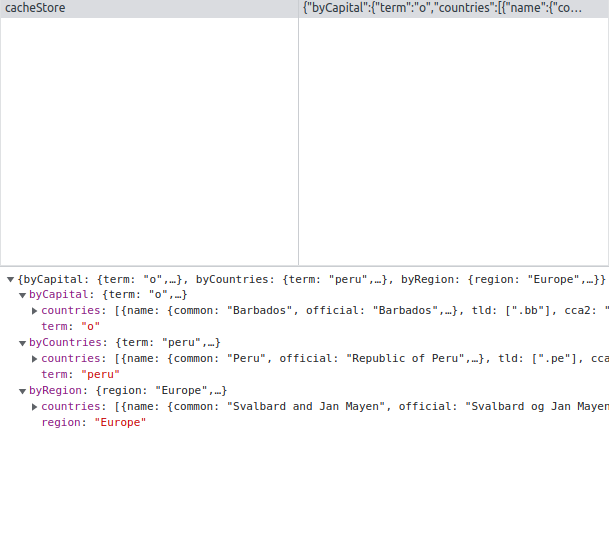 cacheStore {"byCapital":{"term":"o","countries":[{"name":{"co…
{byCapital: {term: "o",…}, byCountries: {term: "peru",…}, byRegion: {region: "Europe",…}}
byCapital: {term: "o",…}
countries: [{name: {common: "Barbados", official: "Barbados",…}, tld: [".bb"], cca2: "
term: "o"
byCountries: {term: "peru",…}
countries: [{name: {common: "Peru", official: "Republic of Peru",…}, tld: [".pe"], cca
term: "peru"
byRegion: {region: "Europe",…}
countries: [{name: {common: "Svalbard and Jan Mayen", official: "Svalbard og Jan Mayen
region: "Europe"